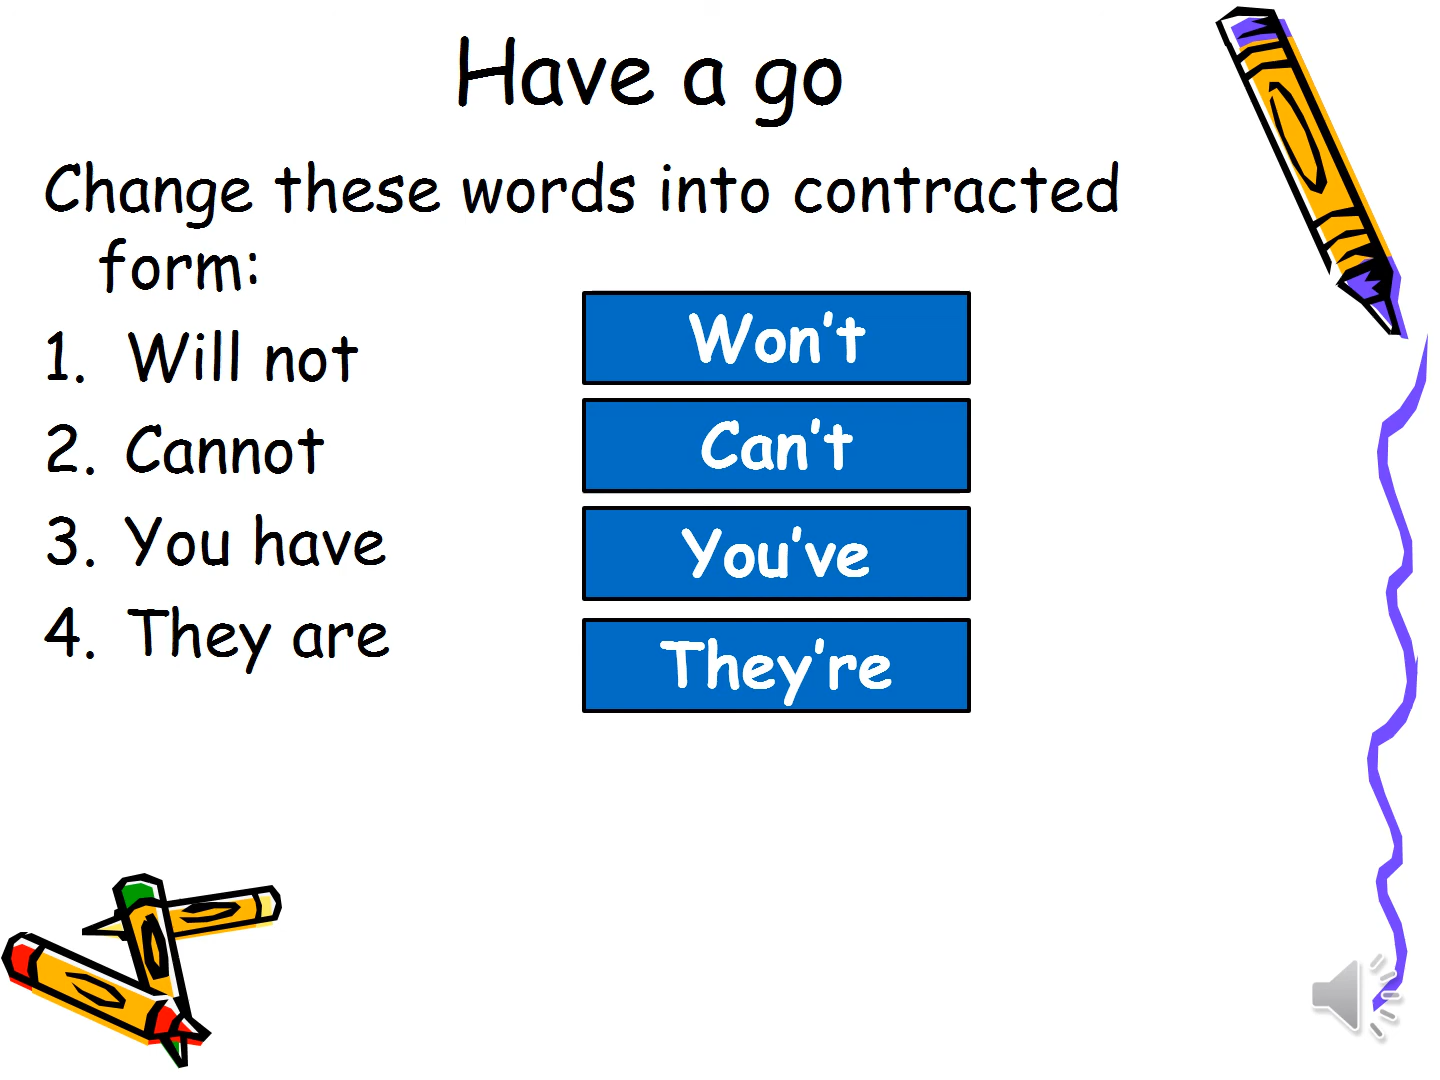 Have a go
Change these words into contracted
form:
1. Will not
Won't
2. Cannot
Can't
3. You have
You've
4. They are
They're